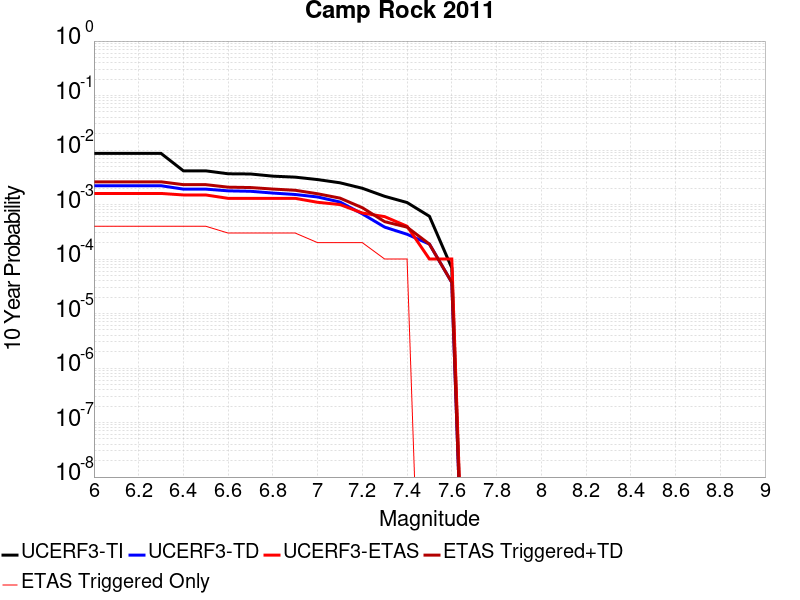 Camp Rock 2011
10 0
10 -1
10 -2
10 -3
10 -4
10 -5
10 -6
10 -7
10 -8
10 Year Probability
6 6.2 6.4 6.6 6.8 7 7.2 7.4 7.6 7.8 8 8.2 8.4 8.6 8.8 9
Magnitude
UCERF3-TI UCERF3-TD UCERF3-ETAS ETAS Triggered+TD
ETAS Triggered Only